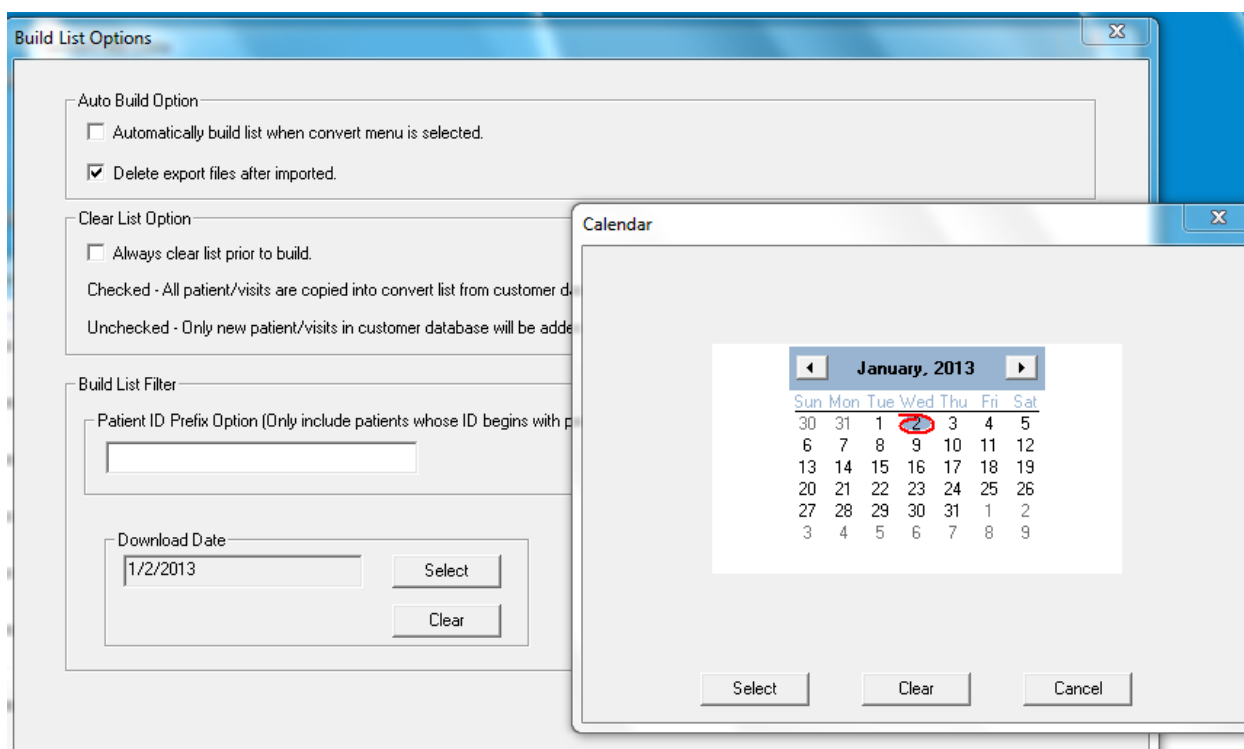 Build List Options
Auto Build Option
Automatically build list when convert menu is selected.
Delete export files after imported.
Clear List Option
Always clear list prior to build.
Checked - All patient/visits are copied into convert list from customer
Unchecked - Only new patient/visits in customer database will be
Build List Filter
Patient ID Prefix Option (Only include patients whose ID begins with
Download Date
1/2/2013
Select
Clear
Calendar
January, 2013
Sun Mon Tue Wed Thu Fri Sat
30 31 1 2 3 4 5
6 7 8 9 10 11 12
13 14 15 16 17 18 19
20 21 22 23 24 25 26
27 28 29 30 31 1 2
3 4 5 6 7 8 9
Select Clear Cancel